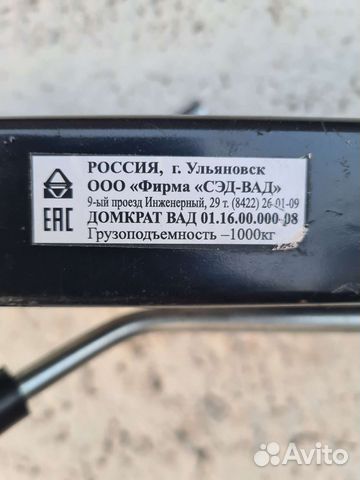 РОССИЯ, г. Ульяновск
ООО «Фирма «СЭД-ВАД»
9-ый проезд Инженерный, 29 т. (8422) 26-01-09
ДОМКРАТ ВАД 01.16.00.000-08
Грузоподъемность –1000кг
ЕАС
Avito